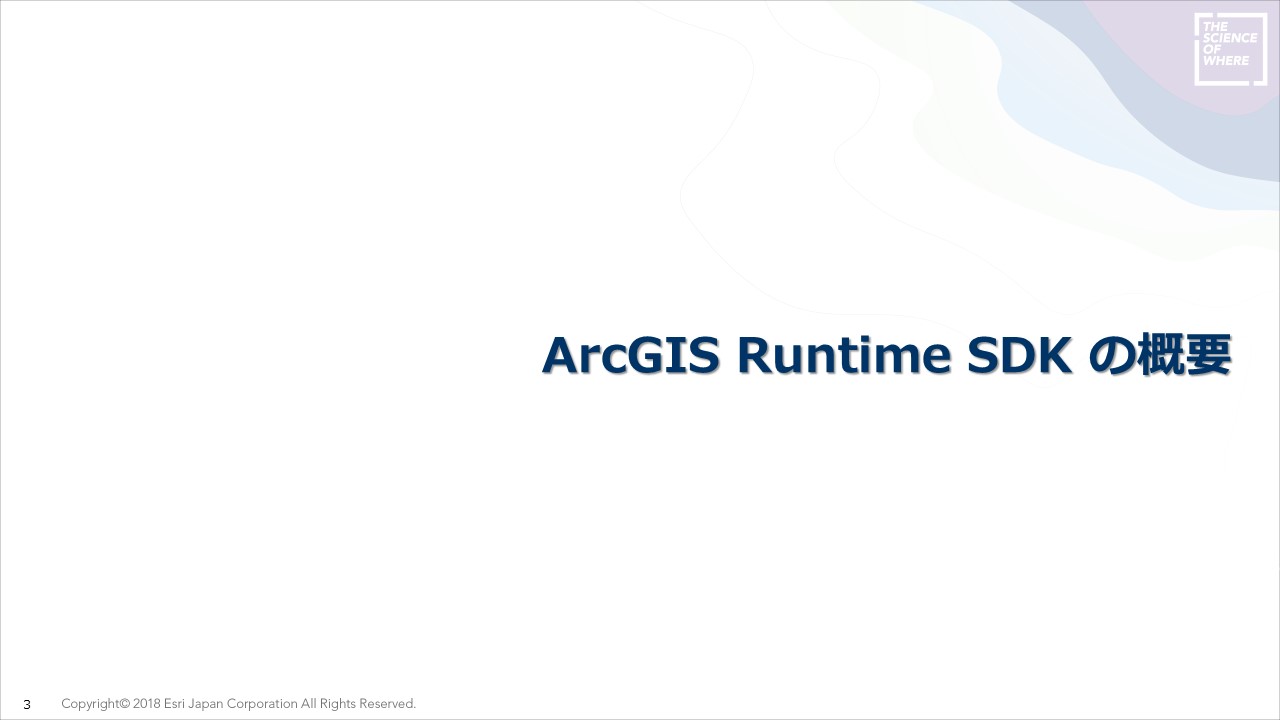 THE
SCIENCE
OF
WHERE
ArcGIS Runtime SDK の概要
3 Copyright© 2018 Esri Japan Corporation All Rights Reserved.